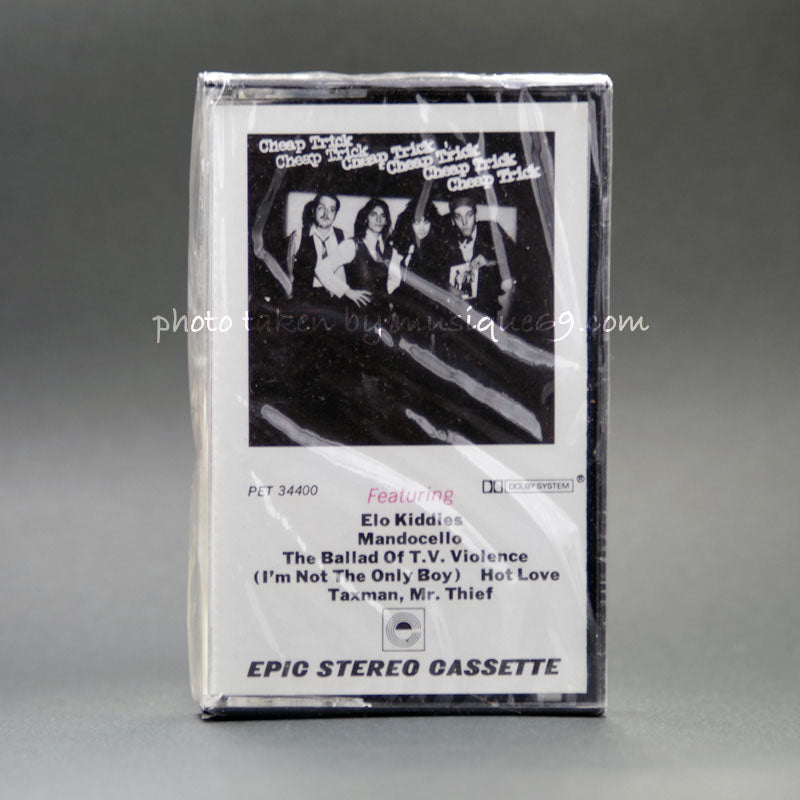 Cheap Trick
Cheap Trick
Cheap Trick
Cheap Trick
Cheap Trick
Cheap Trick
photo taken by musique69.com
PET 34400
Featuring
DOLBY SYSTEM ®
Elo Kiddies
Mandocello
The Ballad Of T.V. Violence
(I'm Not The Only Boy) Hot Love
Taxman, Mr. Thief
EPIC STEREO CASSETTE